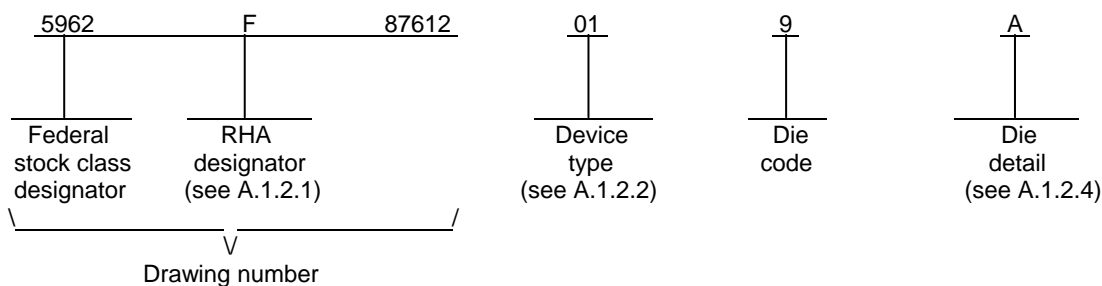 5962 F 87612 01 9 A
Federal RHA Device Die Die
stock class designator type code detail
designator (see A.1.2.1) (see A.1.2.2) (see A.1.2.4)
Drawing number